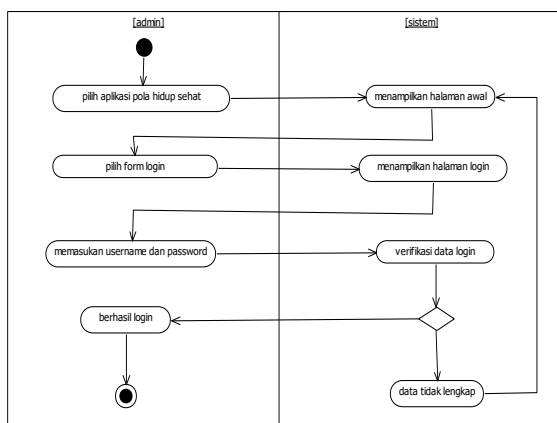 [admin]
[sistem]
pilih aplikasi pola hidup sehat
menampilkan halaman awal
pilih form login
menampilkan halaman login
memasukan username dan password
verifikasi data login
berhasil login
data tidak lengkap